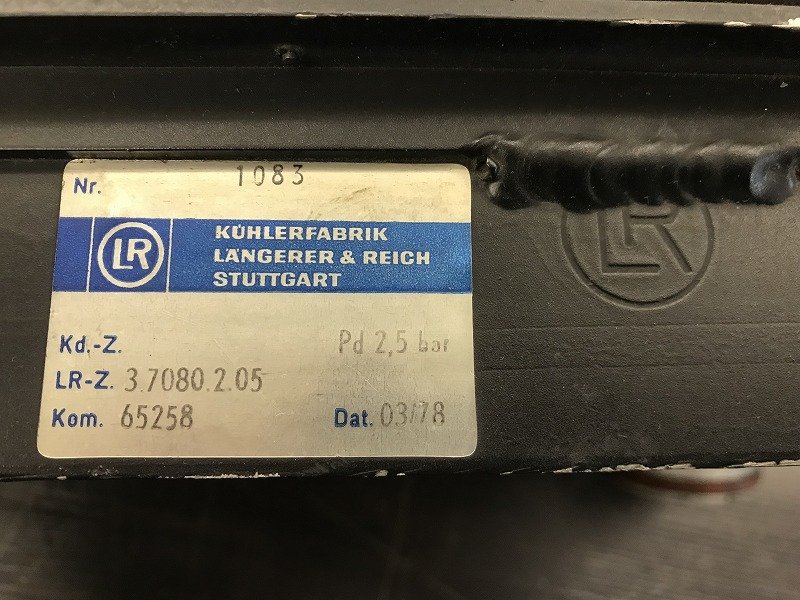 Nr. 1083
LR
KÜHLERFABRIK
LÄNGERER & REICH
STUTTGART
LR
Kd.-Z. Pd 2,5 bar
LR-Z. 3.7080.2.05
Kom. 65258 Dat. 03/78